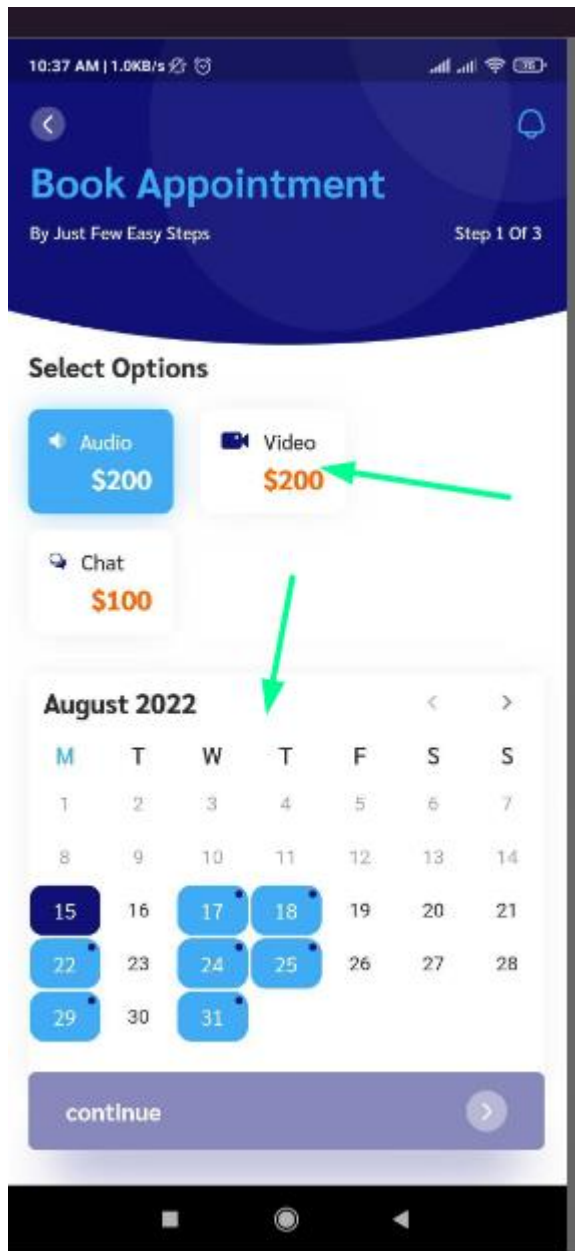 10:37 AM | 1.0KB/s
Book Appointment
By Just Few Easy Steps
Step 1 Of 3
Select Options
Audio
$200
Video
$200
Chat
$100
August 2022
M T W T F S S
1 2 3 4 5 6 7
8 9 10 11 12 13 14
15 16 17 18 19 20 21
22 23 24 25 26 27 28
29 30 31
continue